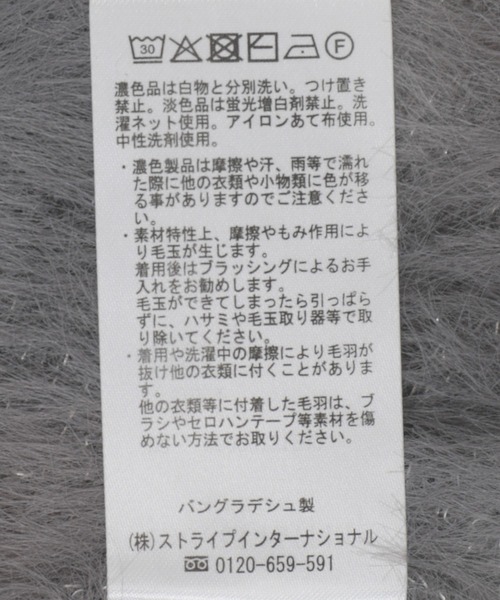 30 F
濃色品は白物と分別洗い。つけ置き
禁止。淡色品は蛍光増白剤禁止。洗
濯ネット使用。アイロンあて布使用。
中性洗剤使用。
・濃色製品は摩擦や汗、雨等で濡れ
た際に他の衣類や小物類に色が移
る事がありますのでご注意くださ
い。
・素材特性上、摩擦やもみ作用によ
り毛玉が生じます。
着用後はブラッシングによるお手
入れをお勧めします。
毛玉ができてしまったら引っぱら
ずに、ハサミや毛玉取り器等で取
り除いてください。
・着用や洗濯中の摩擦により毛羽が
抜け他の衣類に付くことがありま
す。
他の衣類等に付着した毛羽は、ブ
ラシやセロハンテープ等素材を傷
めない方法でお取りください。
バングラデシュ製
(株)ストライプインターナショナル
0120-659-591